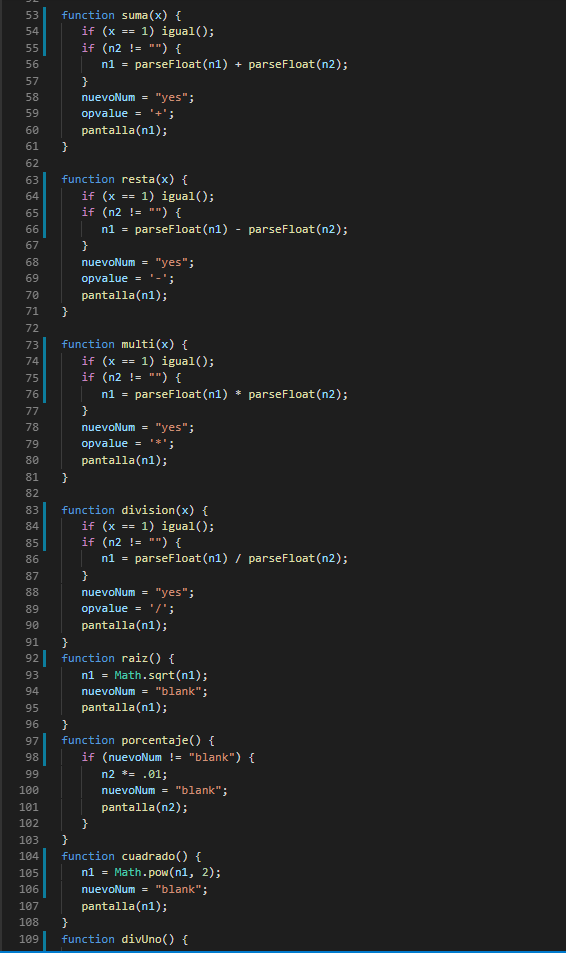 53 function suma(x) {
54 if (x == 1) igual();
55 if (n2 != "") {
56 n1 = parseFloat(n1) + parseFloat(n2);
57 }
58 nuevoNum = "yes";
59 opvalue = '+';
60 pantalla(n1);
61 }
62
63 function resta(x) {
64 if (x == 1) igual();
65 if (n2 != "") {
66 n1 = parseFloat(n1) - parseFloat(n2);
67 }
68 nuevoNum = "yes";
69 opvalue = '-';
70 pantalla(n1);
71 }
72
73 function multi(x) {
74 if (x == 1) igual();
75 if (n2 != "") {
76 n1 = parseFloat(n1) * parseFloat(n2);
77 }
78 nuevoNum = "yes";
79 opvalue = '*';
80 pantalla(n1);
81 }
82
83 function division(x) {
84 if (x == 1) igual();
85 if (n2 != "") {
86 n1 = parseFloat(n1) / parseFloat(n2);
87 }
88 nuevoNum = "yes";
89 opvalue = '/';
90 pantalla(n1);
91 }
92 function raiz() {
93 n1 = Math.sqrt(n1);
94 nuevoNum = "blank";
95 pantalla(n1);
96 }
97 function porcentaje() {
98 if (nuevoNum != "blank") {
99 n2 *= .01;
100 nuevoNum = "blank";
101 pantalla(n2);
102 }
103 }
104 function cuadrado() {
105 n1 = Math.pow(n1, 2);
106 nuevoNum = "blank";
107 pantalla(n1);
108 }
109 function divUno() {